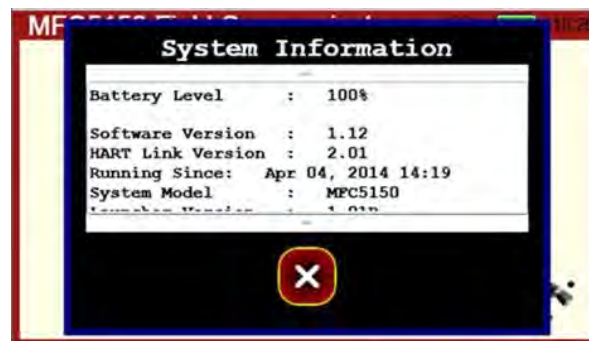 System Information
Battery Level : 100%
Software Version : 1.12
HART Link Version : 2.01
Running Since: Apr 04, 2014 14:19
System Model : MFC5150